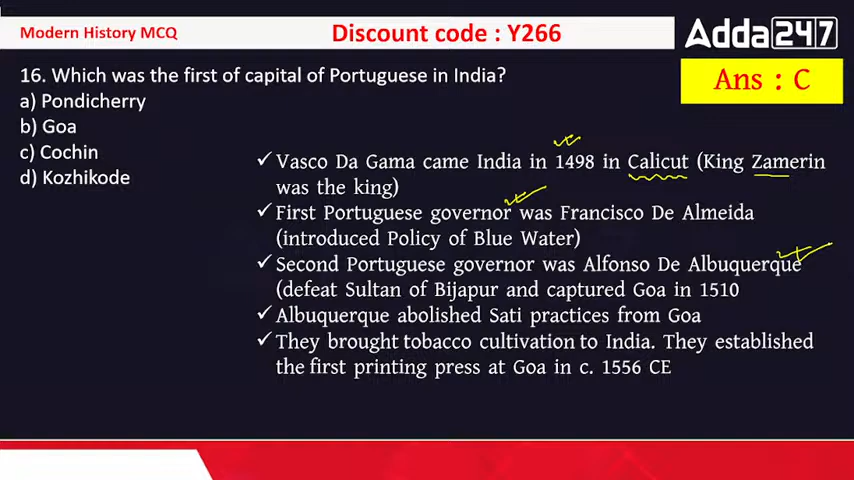 Modern History MCQ
Discount code : Y266
Adda247
16. Which was the first of capital of Portuguese in India?
Ans : C
a) Pondicherry
b) Goa
c) Cochin
d) Kozhikode
✓ Vasco Da Gama came India in 1498 in Calicut (King Zamerin
was the king)
✓ First Portuguese governor was Francisco De Almeida
(introduced Policy of Blue Water)
✓ Second Portuguese governor was Alfonso De Albuquerque
(defeat Sultan of Bijapur and captured Goa in 1510
✓ Albuquerque abolished Sati practices from Goa
✓ They brought tobacco cultivation to India. They established
the first printing press at Goa in c. 1556 CE